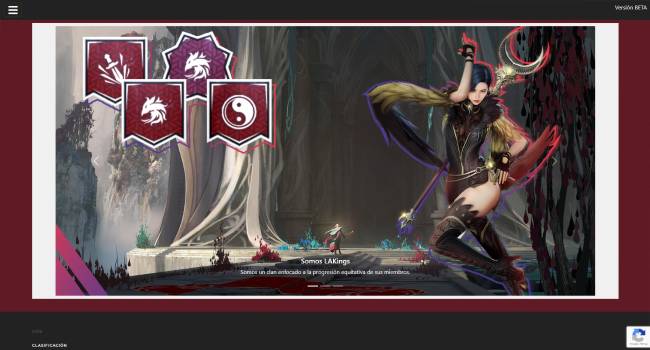 Versión BETA
Somos LAKings
Somos un clan enfocado a la progresión equitativa de sus miembros.
CLASIFICACIÓN